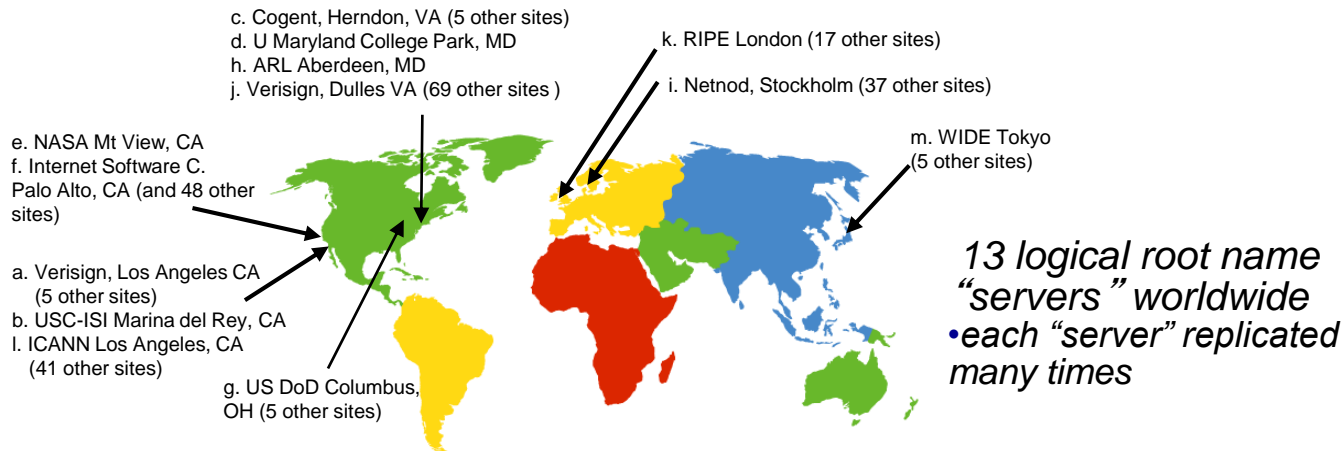 c. Cogent, Herndon, VA (5 other sites)
d. U Maryland College Park, MD
h. ARL Aberdeen, MD
j. Verisign, Dulles VA (69 other sites )
k. RIPE London (17 other sites)
i. Netnod, Stockholm (37 other sites)
m. WIDE Tokyo
(5 other sites)
e. NASA Mt View, CA
f. Internet Software C.
Palo Alto, CA (and 48 other
sites)
a. Verisign, Los Angeles CA
(5 other sites)
b. USC-ISI Marina del Rey, CA
l. ICANN Los Angeles, CA
(41 other sites)
g. US DoD Columbus,
OH (5 other sites)
13 logical root name
“servers” worldwide
•each “server” replicated
many times